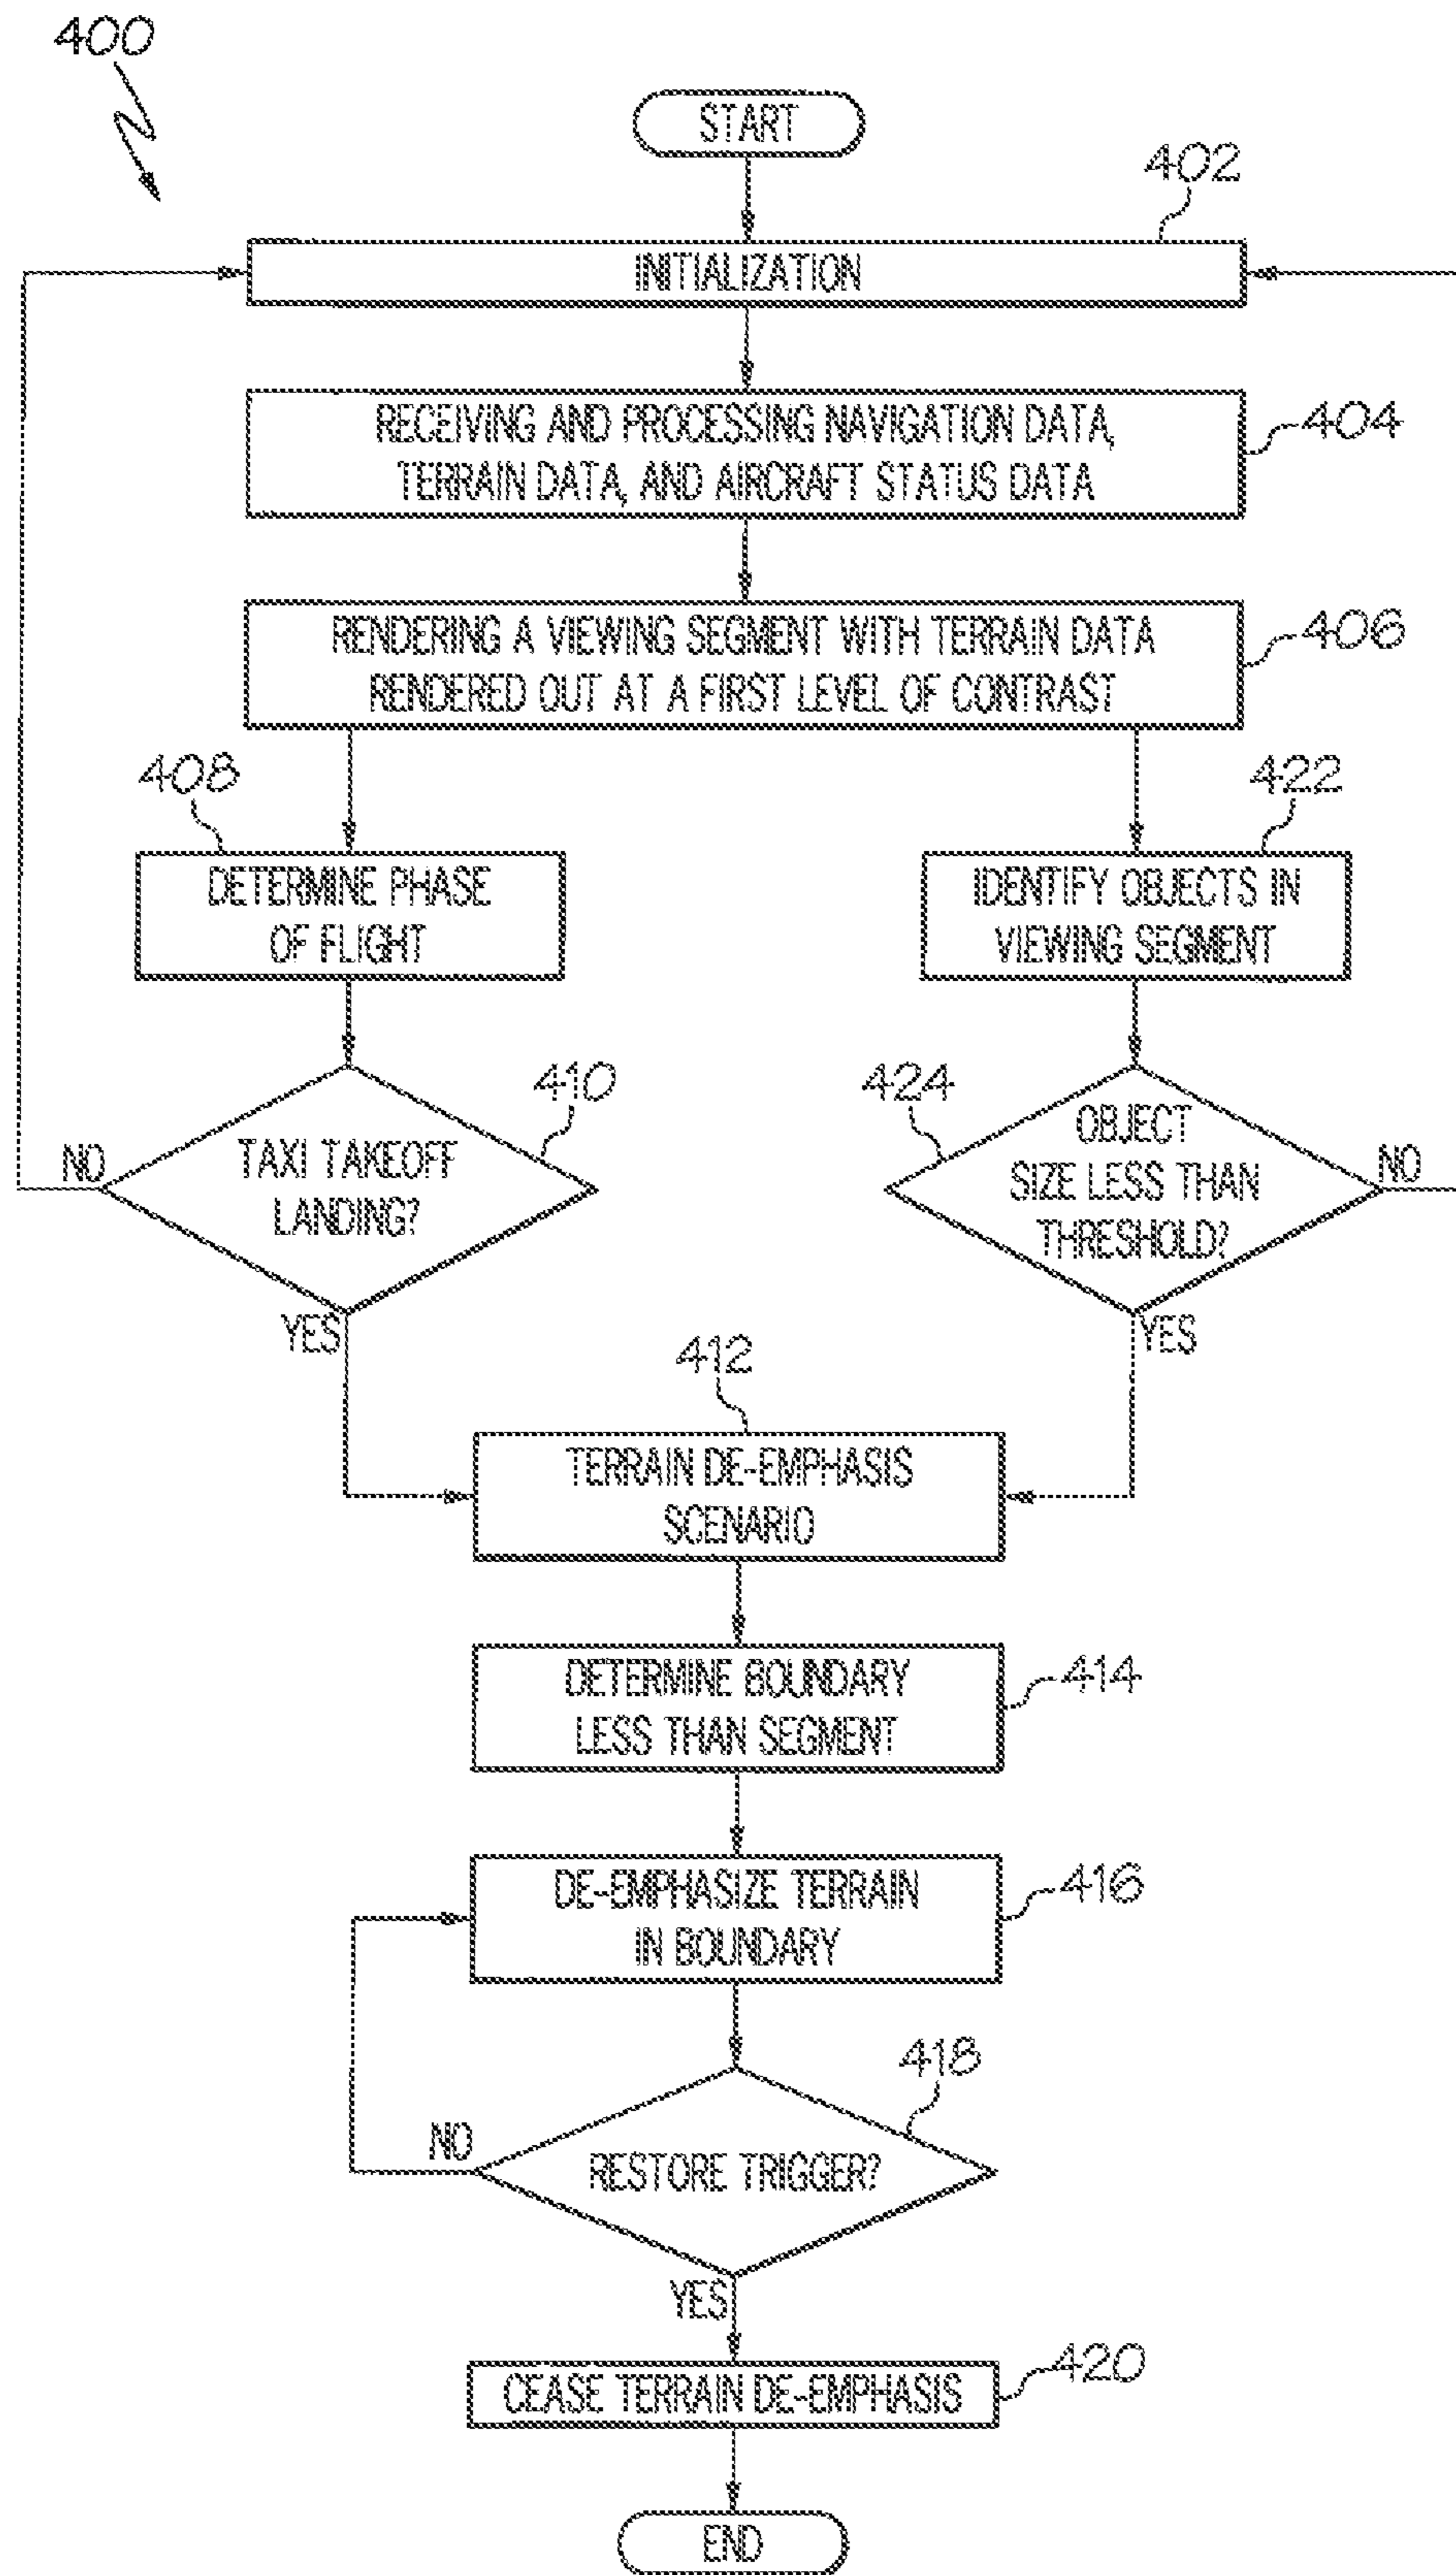 400
START
402
INITIALIZATION
RECEIVING AND PROCESSING NAVIGATION DATA,
TERRAIN DATA, AND AIRCRAFT STATUS DATA
404
RENDERING A VIEWING SEGMENT WITH TERRAIN DATA
RENDERED OUT AT A FIRST LEVEL OF CONTRAST
406
408
DETERMINE PHASE
OF FLIGHT
422
IDENTIFY OBJECTS IN
VIEWING SEGMENT
410
TAXI TAKEOFF
LANDING?
NO
YES
424
OBJECT
SIZE LESS THAN
THRESHOLD?
NO
YES
412
TERRAIN DE-EMPHASIS
SCENARIO
DETERMINE BOUNDARY
LESS THAN SEGMENT
414
DE-EMPHASIZE TERRAIN
IN BOUNDARY
416
418
RESTORE TRIGGER?
NO
YES
CEASE TERRAIN DE-EMPHASIS
420
END